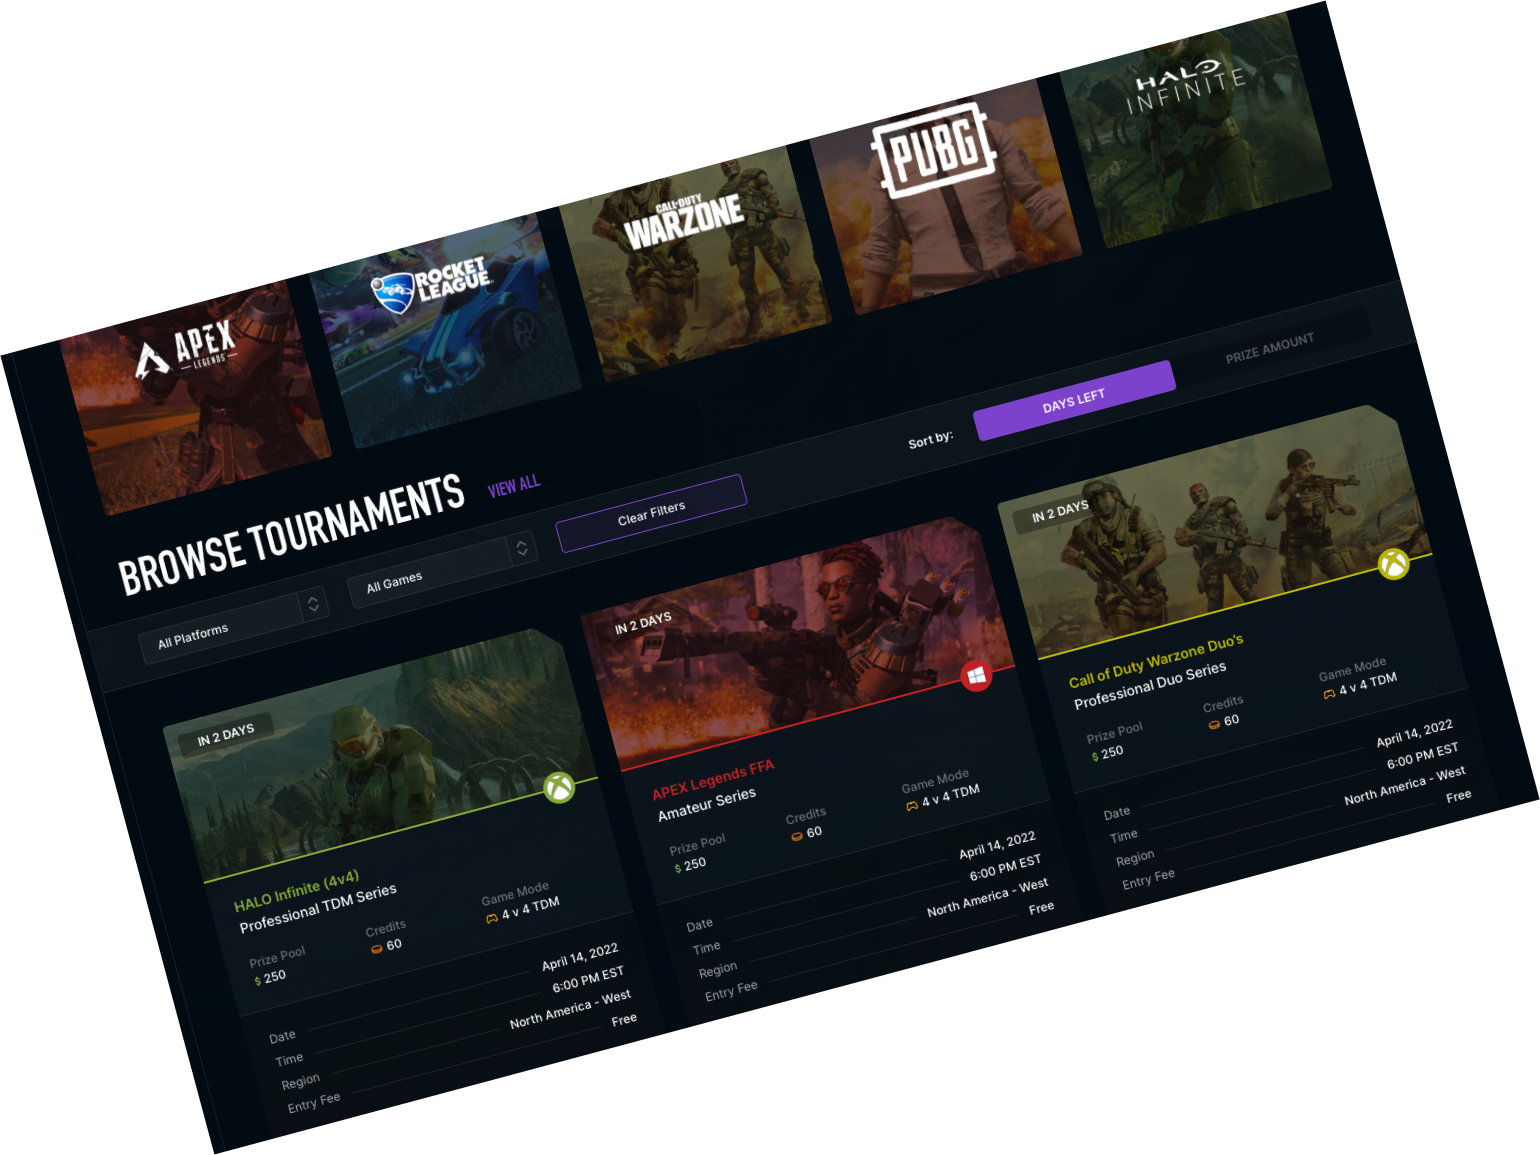 APEX
LEGENDS
ROCKET
LEAGUE
CALL OF DUTY
WARZONE
PUBG
HALO
INFINITE
BROWSE TOURNAMENTS
VIEW ALL
All Platforms
All Games
Clear Filters
Sort by:
DAYS LEFT
PRIZE AMOUNT
IN 2 DAYS
HALO Infinite (4v4)
Professional TDM Series
Prize Pool
$ 250
Credits
60
Game Mode
4 v 4 TDM
Date April 14, 2022
Time 6:00 PM EST
Region North America - West
Entry Fee Free
IN 2 DAYS
APEX Legends FFA
Amateur Series
Prize Pool
$ 250
Credits
60
Game Mode
4 v 4 TDM
Date April 14, 2022
Time 6:00 PM EST
Region North America - West
Entry Fee Free
IN 2 DAYS
Call of Duty Warzone Duo's
Professional Duo Series
Prize Pool
$ 250
Credits
60
Game Mode
4 v 4 TDM
Date April 14, 2022
Time 6:00 PM EST
Region North America - West
Entry Fee Free